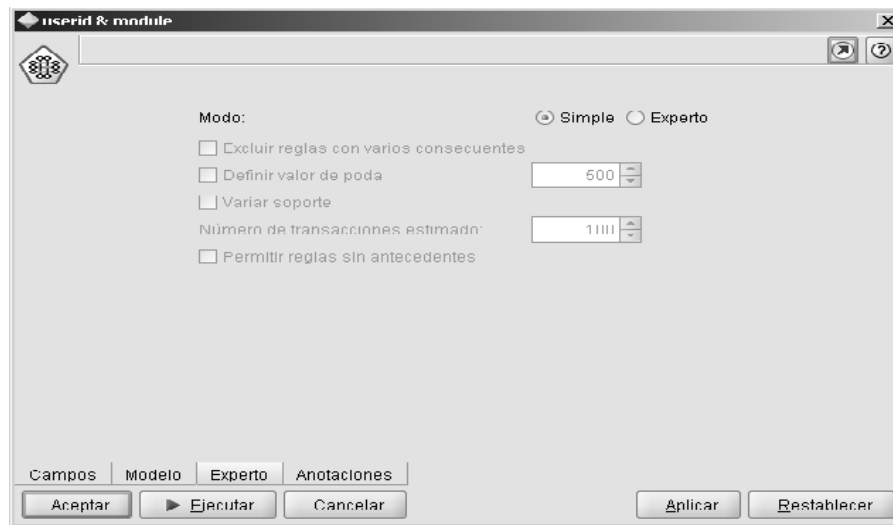 userid & module
Modo: Simple Experto
Excluir reglas con varios consecuentes
Definir valor de poda 500
Variar soporte
Número de transacciones estimado: 100
Permitir reglas sin antecedentes
Campos Modelo Experto Anotaciones
Aceptar Ejecutar Cancelar Aplicar Restablecer